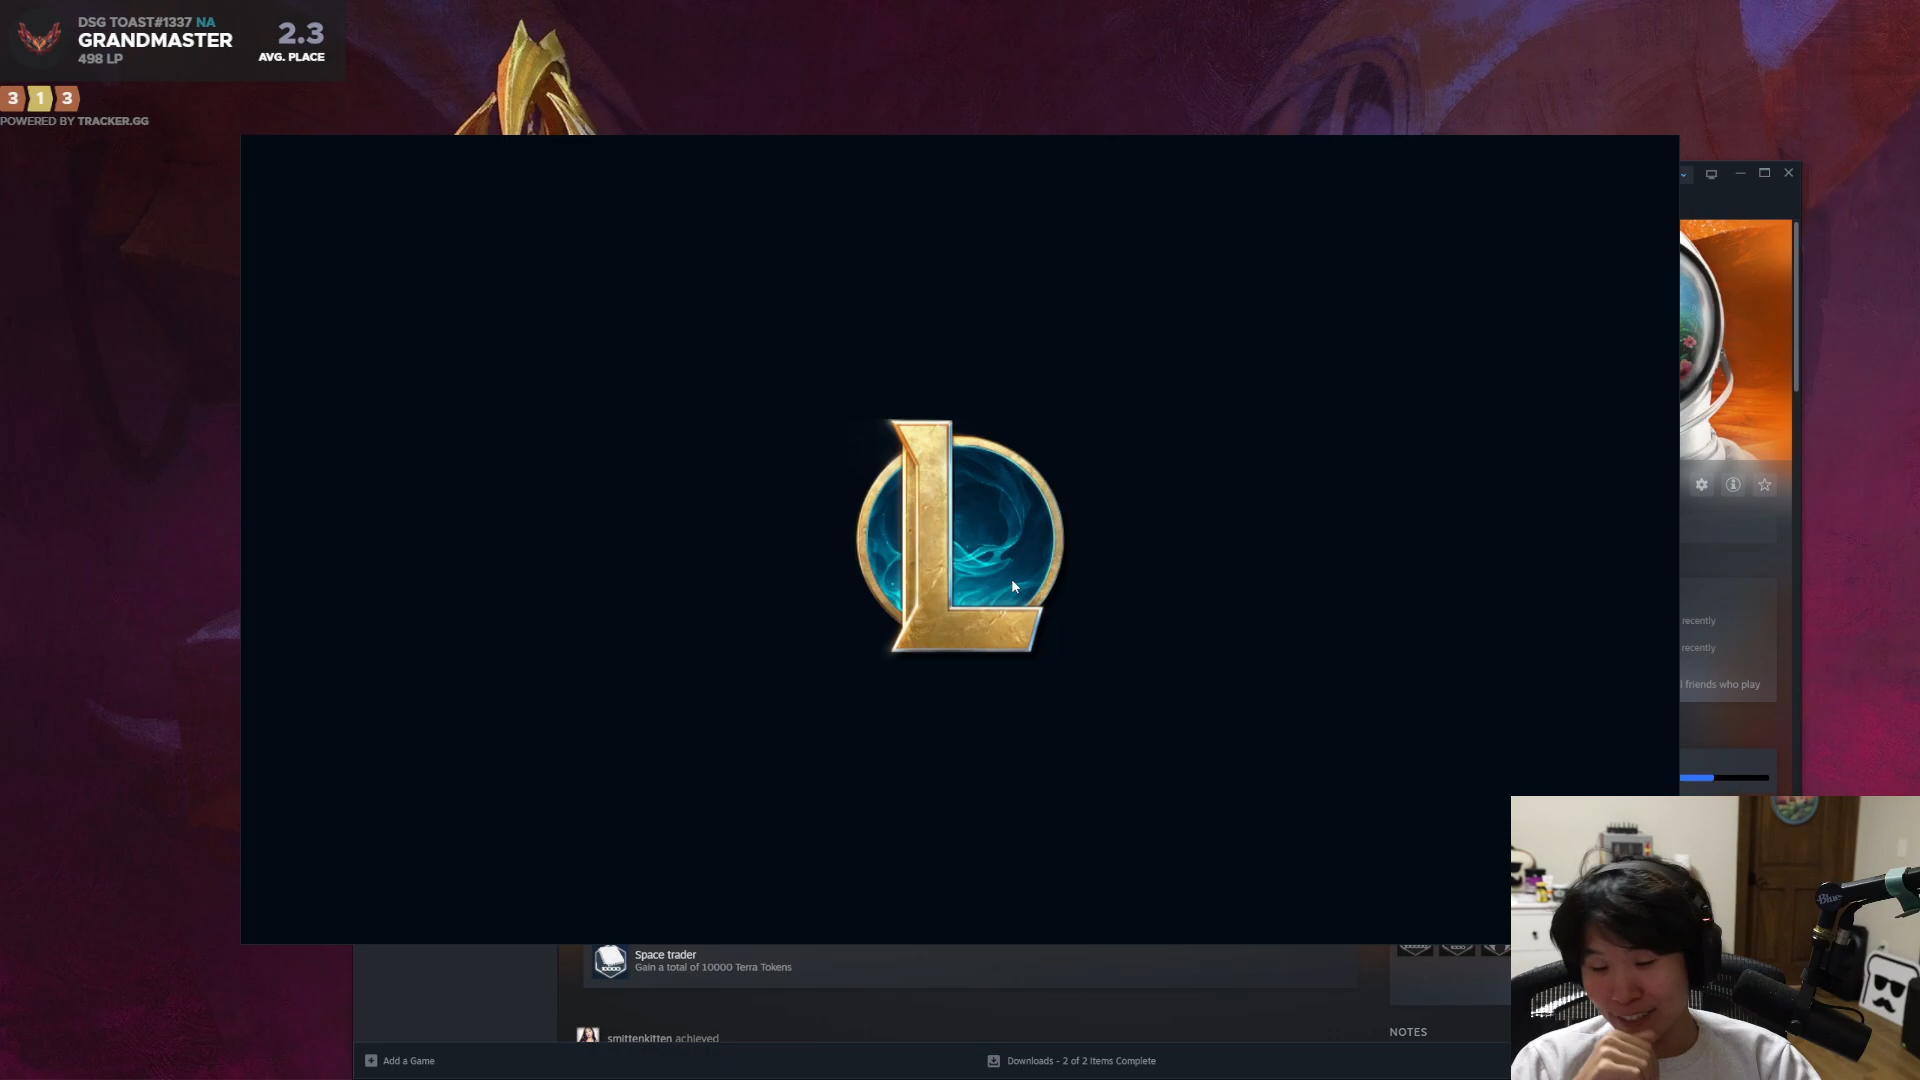 DSG TOAST#1337 NA
GRANDMASTER
498 LP
2.3
AVG. PLACE
3 1 3
POWERED BY TRACKER.GG
L
recently
recently
friends who play
Space trader
Gain a total of 10000 Terra Tokens
smittenkitten achieved
NOTES
Add a Game
Downloads - 2 of 2 Items Complete
Blue